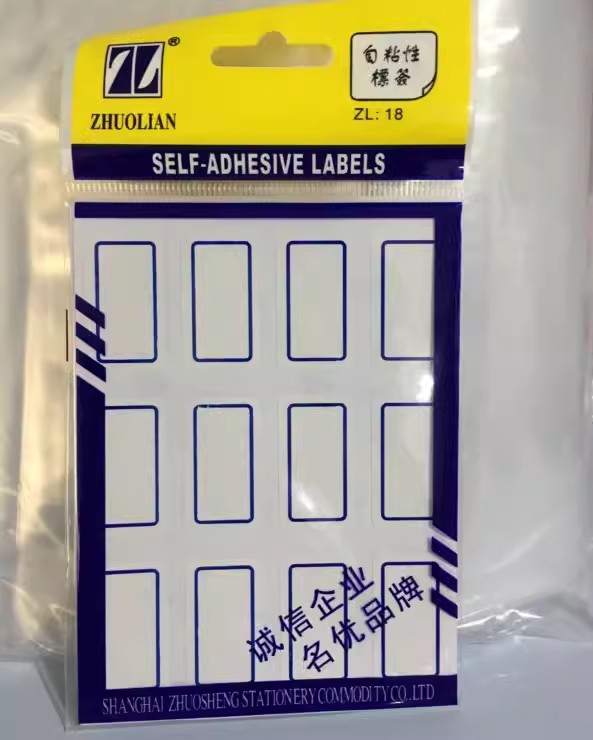 ZL®
ZHUOLIAN
自粘性
標簽
ZL: 18
SELF-ADHESIVE LABELS
诚信企业
名优品牌
SHANGHAI ZHUOSHENG STATIONERY COMMODITY CO.,LTD